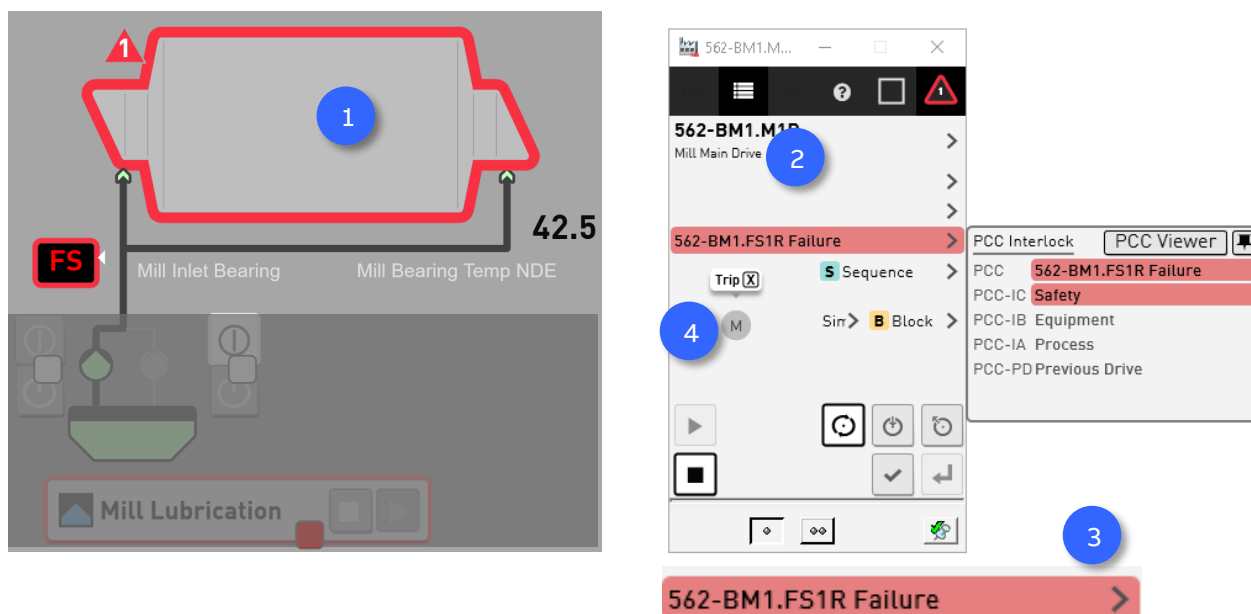 1
1
42.5
FS
Mill Inlet Bearing
Mill Bearing Temp NDE
Mill Lubrication
562-BM1.M...
?
1
562-BM1.M1R
Mill Main Drive
2
562-BM1.FS1R Failure
S Sequence
Trip X
4
M
Sim
B Block
PCC Interlock
PCC Viewer
PCC 562-BM1.FS1R Failure
PCC-IC Safety
PCC-IB Equipment
PCC-IA Process
PCC-PD Previous Drive
3
562-BM1.FS1R Failure